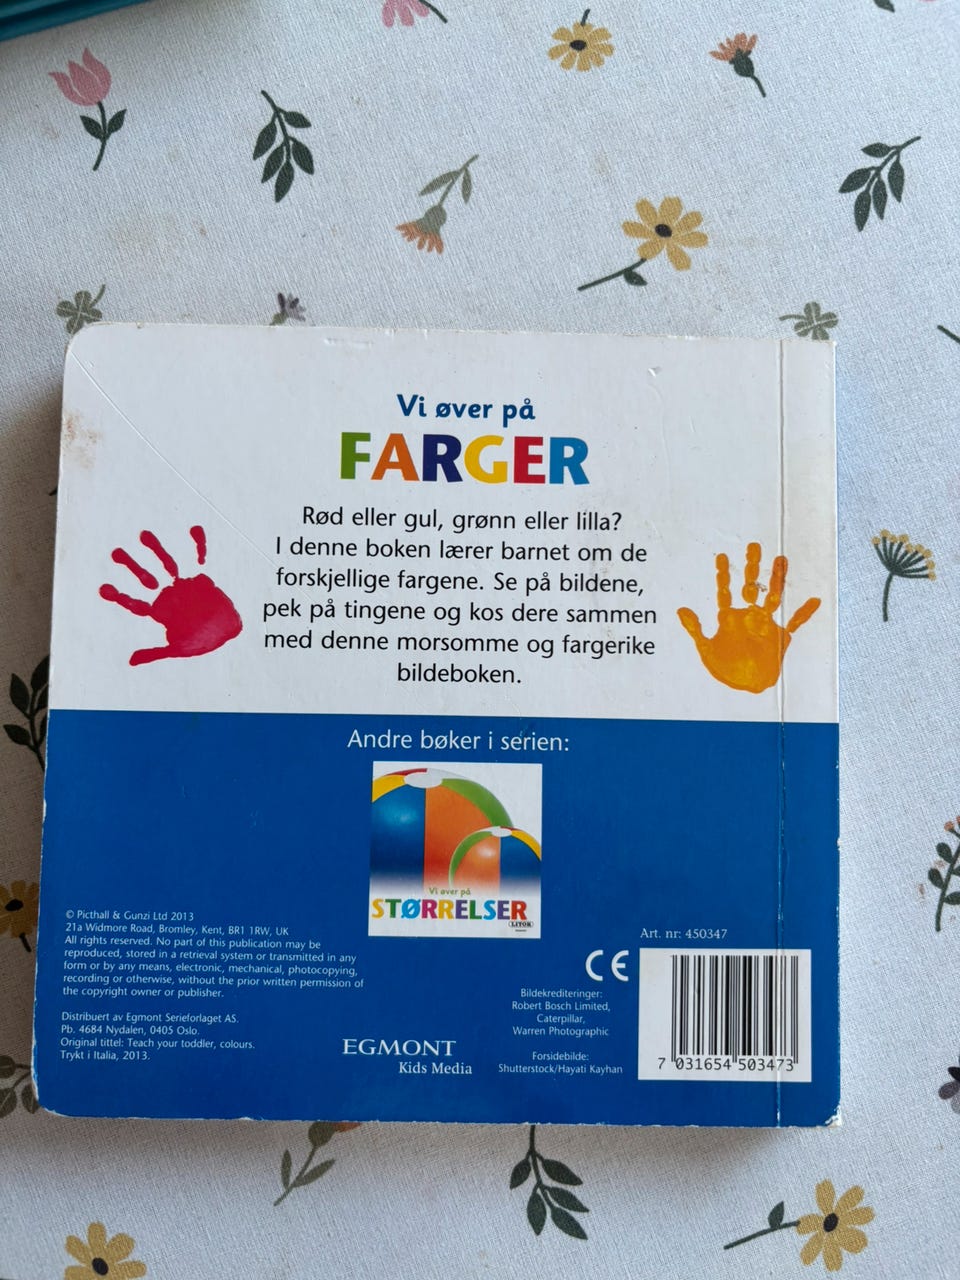 Vi øver på
FARGER
Rød eller gul, grønn eller lilla?
I denne boken lærer barnet om de
forskjellige fargene. Se på bildene,
pek på tingene og kos dere sammen
med denne morsomme og fargerike
bildeboken.
Andre bøker i serien:
Vi øver på
STØRRELSER
LITOR
© Picthall & Gunzi Ltd 2013
21a Widmore Road, Bromley, Kent, BR1 1RW, UK
All rights reserved. No part of this publication may be
reproduced, stored in a retrieval system or transmitted in any
form or by any means, electronic, mechanical, photocopying,
recording or otherwise, without the prior written permission of
the copyright owner or publisher.
Distribuert av Egmont Serieforlaget AS.
Pb. 4684 Nydalen, 0405 Oslo.
Original tittel: Teach your toddler, colours.
Trykt i Italia, 2013.
EGMONT
Kids Media
CE
Bildekrediteringer:
Robert Bosch Limited,
Caterpillar,
Warren Photographic
Forsidebilde:
Shutterstock/Hayati Kayhan
Art. nr: 450347
7 031654 503473